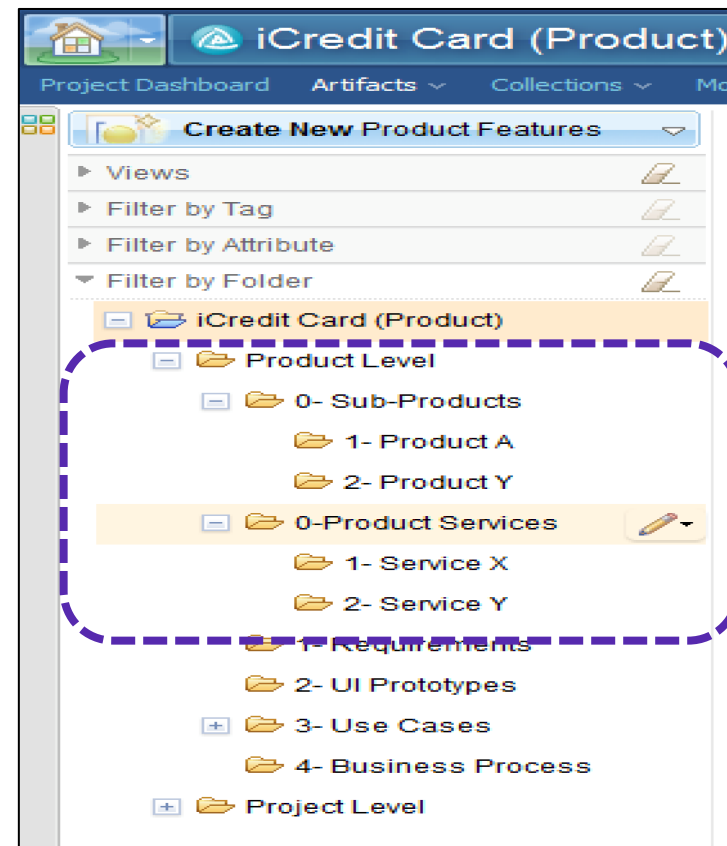 iCredit Card (Product)
Project Dashboard Artifacts Collections
Create New Product Features
Views
Filter by Tag
Filter by Attribute
Filter by Folder
iCredit Card (Product)
Product Level
0- Sub-Products
1- Product A
2- Product Y
0-Product Services
1- Service X
2- Service Y
1- Requirements
2- UI Prototypes
3- Use Cases
4- Business Process
Project Level